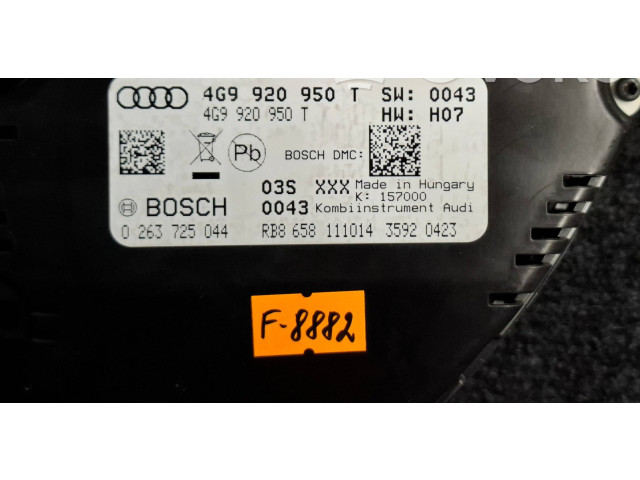 4G9 920 950 T SW: 0043
4G9 920 950 T HW: H07
Pb BOSCH DMC:
03S XXX Made in Hungary
K: 157000
BOSCH 0043 Kombiinstrument Audi
0 263 725 044 RB8 658 111014 3592 0423
F-8882